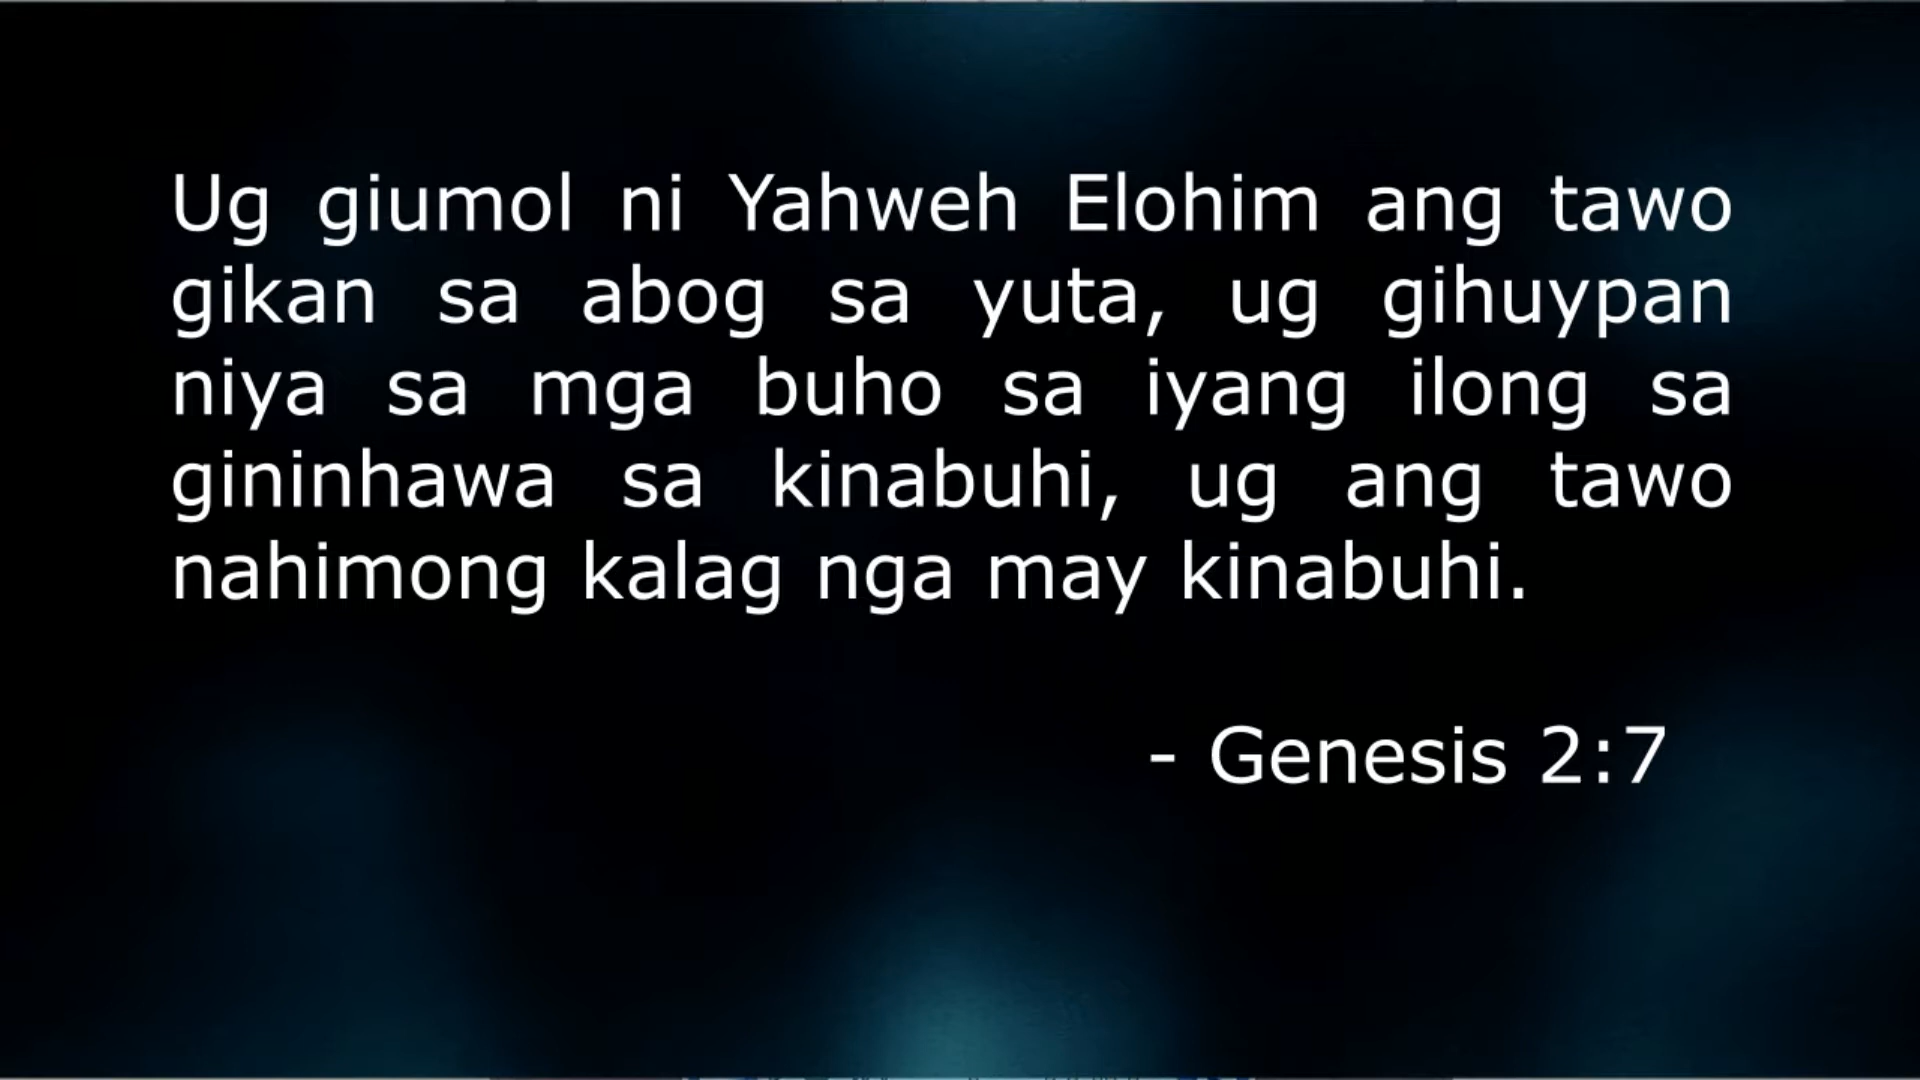 Ug giumol ni Yahweh Elohim ang tawo
gikan sa abog sa yuta, ug gihuypan
niya sa mga buho sa iyang ilong sa
gininhawa sa kinabuhi, ug ang tawo
nahimong kalag nga may kinabuhi.
- Genesis 2:7